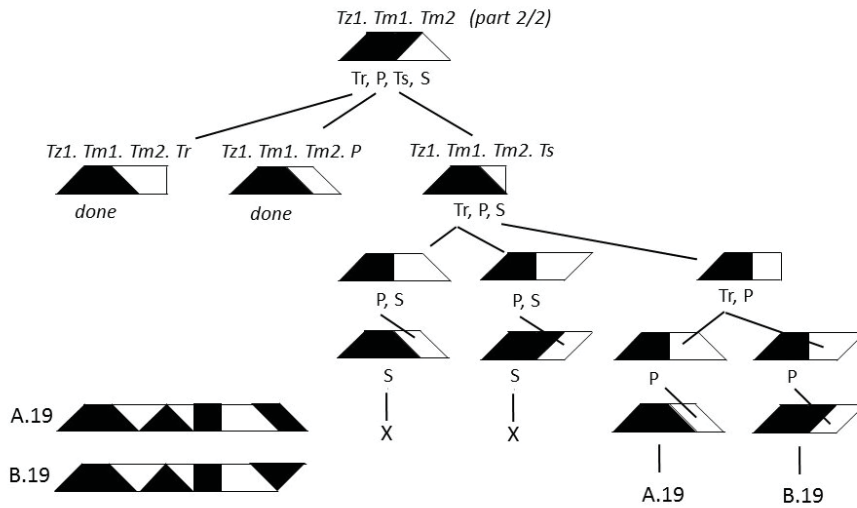 Tz1. Tm1. Tm2 (part 2/2)
Tr, P, Ts, S
Tz1. Tm1. Tm2. Tr
Tz1. Tm1. Tm2. P
Tz1. Tm1. Tm2. Ts
done
done
Tr, P, S
P, S
P, S
Tr, P
S
S
P
P
X
X
A.19
B.19
A.19
B.19